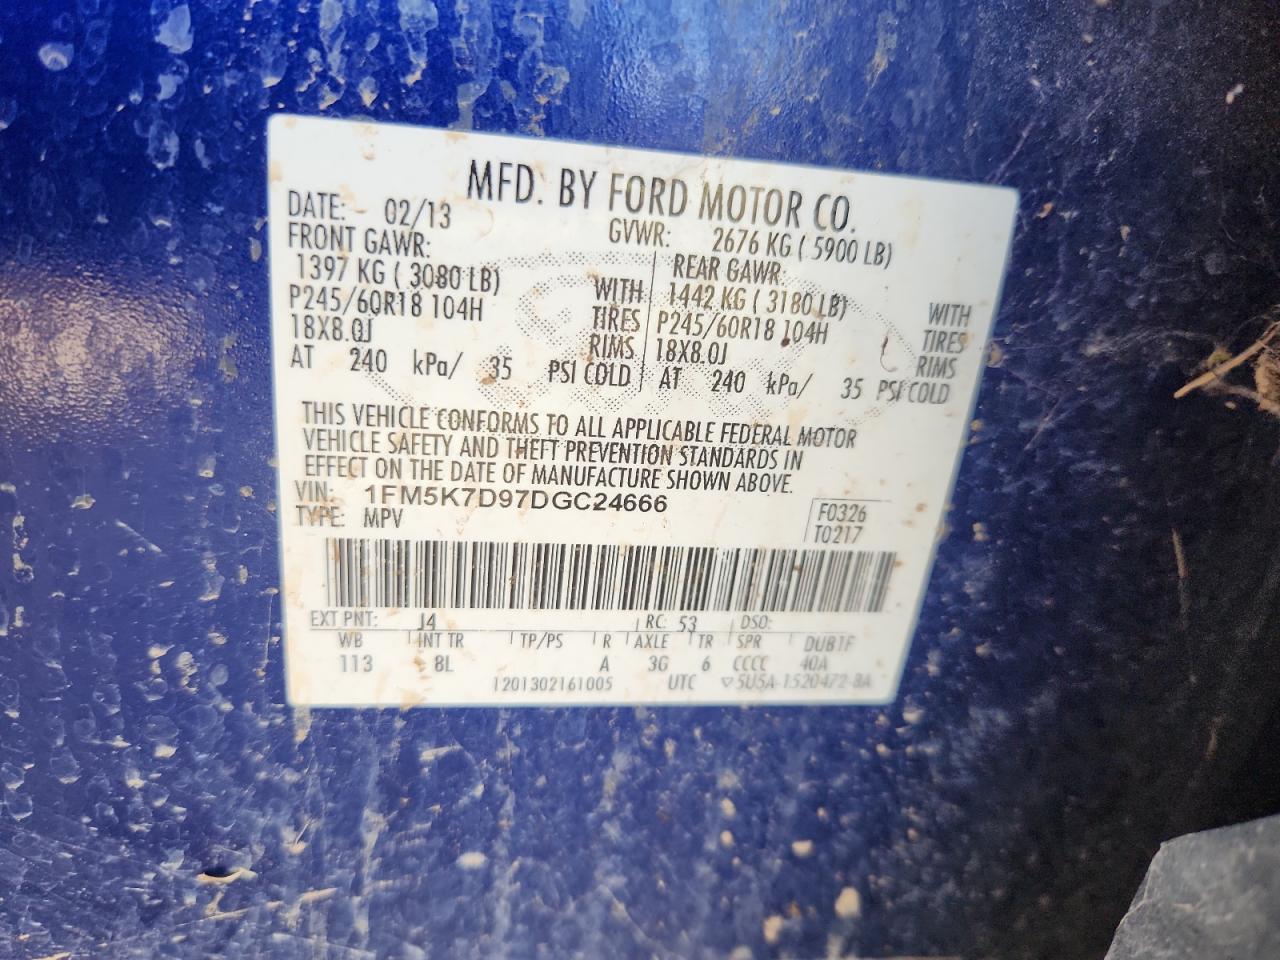 MFD. BY FORD MOTOR CO.
DATE: 02/13 GVWR: 2676 KG ( 5900 LB)
FRONT GAWR: REAR GAWR:
1397 KG ( 3080 LB) WITH 1442 KG ( 3180 LB) WITH
P245/60R18 104H TIRES P245/60R18 104H TIRES
18X8.0J RIMS 18X8.0J RIMS
AT 240 kPa/ 35 PSI COLD AT 240 kPa/ 35 PSI COLD
THIS VEHICLE CONFORMS TO ALL APPLICABLE FEDERAL MOTOR
VEHICLE SAFETY AND THEFT PREVENTION STANDARDS IN
EFFECT ON THE DATE OF MANUFACTURE SHOWN ABOVE.
VIN: 1FM5K7D97DGC24666
TYPE: MPV
F0326
T0217
EXT PNT: J4 RC: 53 DSO:
WB INT TR TP/PS R AXLE TR SPR DUBIF
113 8L A 3G 6 CCCC 40A
1201302161005 UTC ▽5U5A-1520472-BA